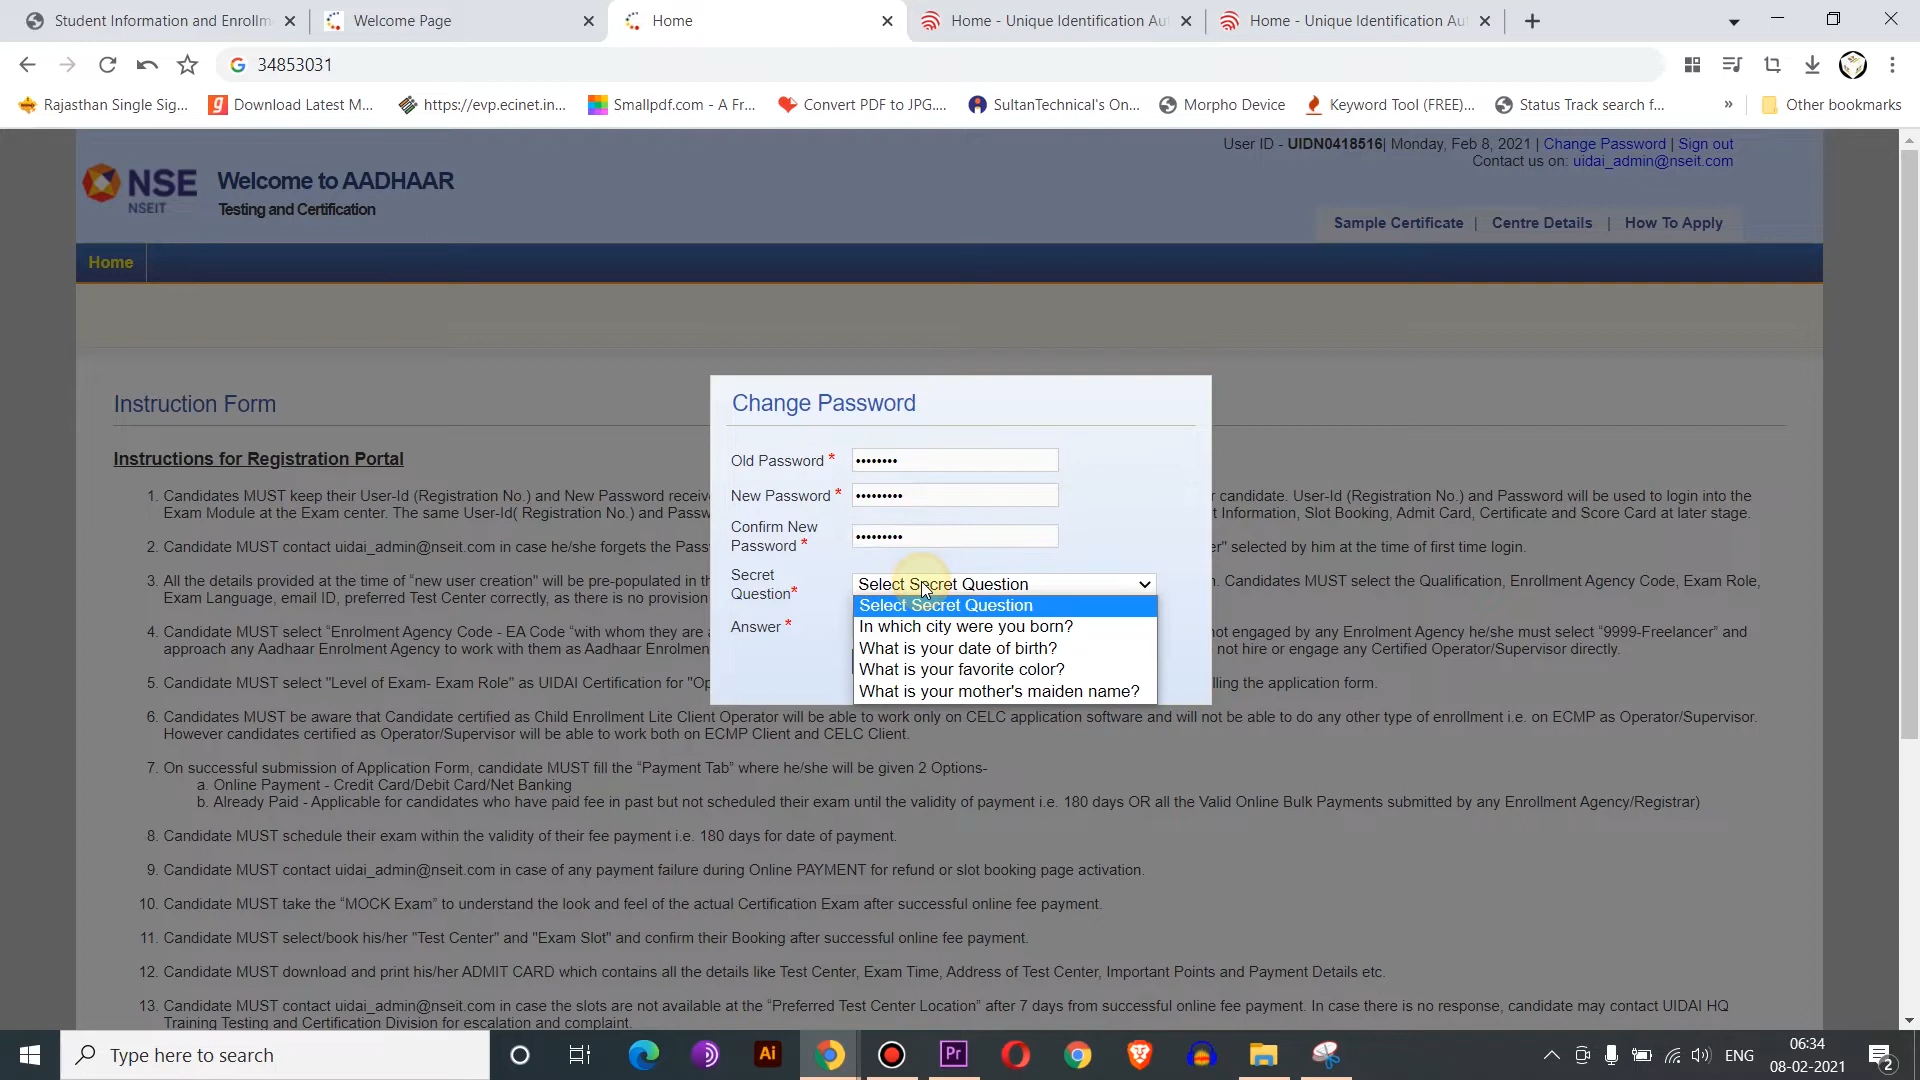 Student Information and Enrollm
Welcome Page
Home
Home - Unique Identification Au
Home - Unique Identification Au
34853031
Rajasthan Single Sig...
Download Latest M...
https://evp.ecinet.in...
Smallpdf.com - A Fr...
Convert PDF to JPG....
SultanTechnical's On...
Morpho Device
Keyword Tool (FREE)...
Status Track search f...
»
Other bookmarks
User ID - UIDN0418516| Monday, Feb 8, 2021 | Change Password | Sign out
Contact us on: uidai_admin@nseit.com
NSE
NSEIT
Welcome to AADHAAR
Testing and Certification
Sample Certificate | Centre Details | How To Apply
Home
Instruction Form
Instructions for Registration Portal
1. Candidates MUST keep their User-Id (Registration No.) and New Password receiv
r candidate. User-Id (Registration No.) and Password will be used to login into the
Exam Module at the Exam center. The same User-Id( Registration No.) and Passw
t Information, Slot Booking, Admit Card, Certificate and Score Card at later stage.
2. Candidate MUST contact uidai_admin@nseit.com in case he/she forgets the Pass
er" selected by him at the time of first time login.
3. All the details provided at the time of “new user creation” will be pre-populated in th
. Candidates MUST select the Qualification, Enrolment Agency Code, Exam Role,
Exam Language, email ID, preferred Test Center correctly, as there is no provision
4. Candidate MUST select “Enrolment Agency Code - EA Code “with whom they are
not engaged by any Enrolment Agency he/she must select “9999-Freelancer” and
approach any Aadhaar Enrolment Agency to work with them as Aadhaar Enrolmen
not hire or engage any Certified Operator/Supervisor directly.
5. Candidate MUST select "Level of Exam- Exam Role" as UIDAI Certification for "Op
lling the application form.
6. Candidates MUST be aware that Candidate certified as Child Enrollment Lite Client Operator will be able to work only on CELC application software and will not be able to do any other type of enrollment i.e. on ECMP as Operator/Supervisor.
However candidates certified as Operator/Supervisor will be able to work both on ECMP Client and CELC Client.
7. On successful submission of Application Form, candidate MUST fill the “Payment Tab” where he/she will be given 2 Options-
a. Online Payment - Credit Card/Debit Card/Net Banking
b. Already Paid - Applicable for candidates who have paid fee in past but not scheduled their exam until the validity of payment i.e. 180 days OR all the Valid Online Bulk Payments submitted by any Enrollment Agency/Registrar)
8. Candidate MUST schedule their exam within the validity of their fee payment i.e. 180 days for date of payment.
9. Candidate MUST contact uidai_admin@nseit.com in case of any payment failure during Online PAYMENT for refund or slot booking page activation.
10. Candidate MUST take the “MOCK Exam” to understand the look and feel of the actual Certification Exam after successful online fee payment.
11. Candidate MUST select/book his/her "Test Center" and "Exam Slot" and confirm their Booking after successful online fee payment.
12. Candidate MUST download and print his/her ADMIT CARD which contains all the details like Test Center, Exam Time, Address of Test Center, Important Points and Payment Details etc.
13. Candidate MUST contact uidai_admin@nseit.com in case the slots are not available at the “Preferred Test Center Location” after 7 days from successful online fee payment. In case there is no response, candidate may contact UIDAI HQ
Training Testing and Certification Division for escalation and complaint.
Change Password
Old Password * ••••••••
New Password * •••••••••
Confirm New
Password * •••••••••
Secret
Question*
Select Secret Question
Select Secret Question
In which city were you born?
What is your date of birth?
What is your favorite color?
What is your mother's maiden name?
Answer *
Type here to search
Ai
Pr
ENG
06:34
08-02-2021
2